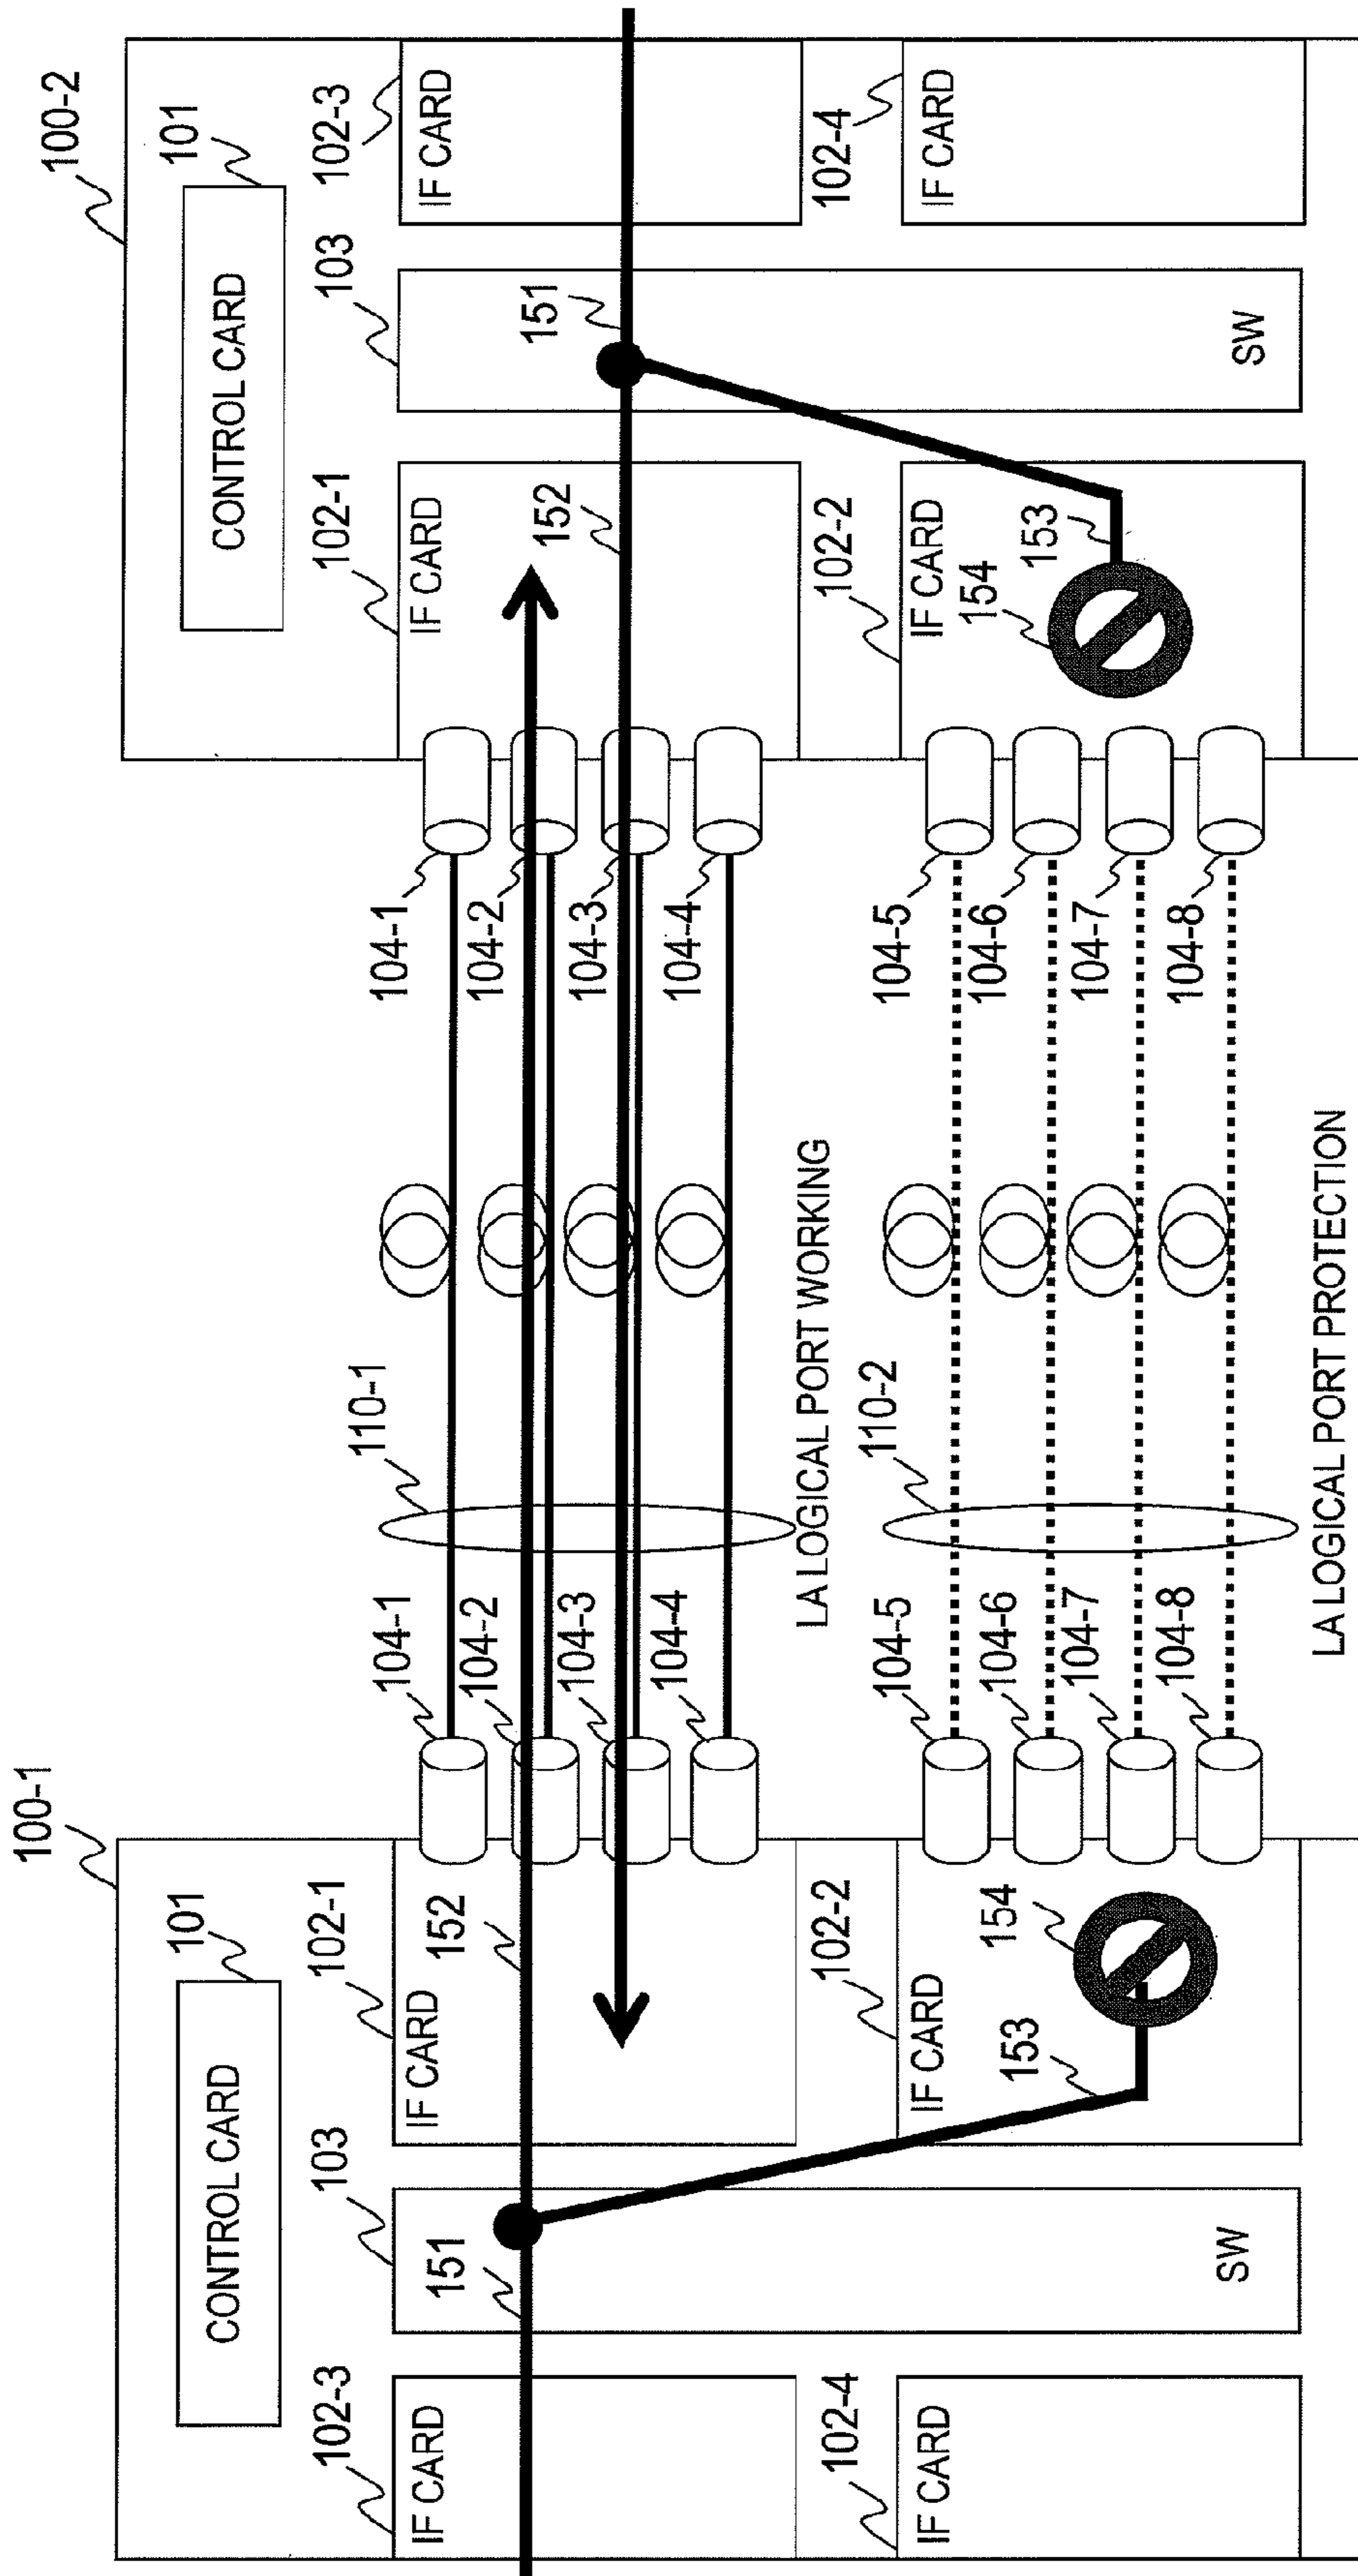 100-1
CONTROL CARD
101
102-3
IF CARD
103
151
SW
102-1
IF CARD
152
102-4
IF CARD
102-2
IF CARD
153
154
104-1
104-2
104-3
104-4
104-5
104-6
104-7
104-8
110-1
LA LOGICAL PORT WORKING
110-2
LA LOGICAL PORT PROTECTION
104-1
104-2
104-3
104-4
104-5
104-6
104-7
104-8
100-2
CONTROL CARD
101
102-1
IF CARD
152
103
151
SW
102-3
IF CARD
102-2
IF CARD
154
153
102-4
IF CARD